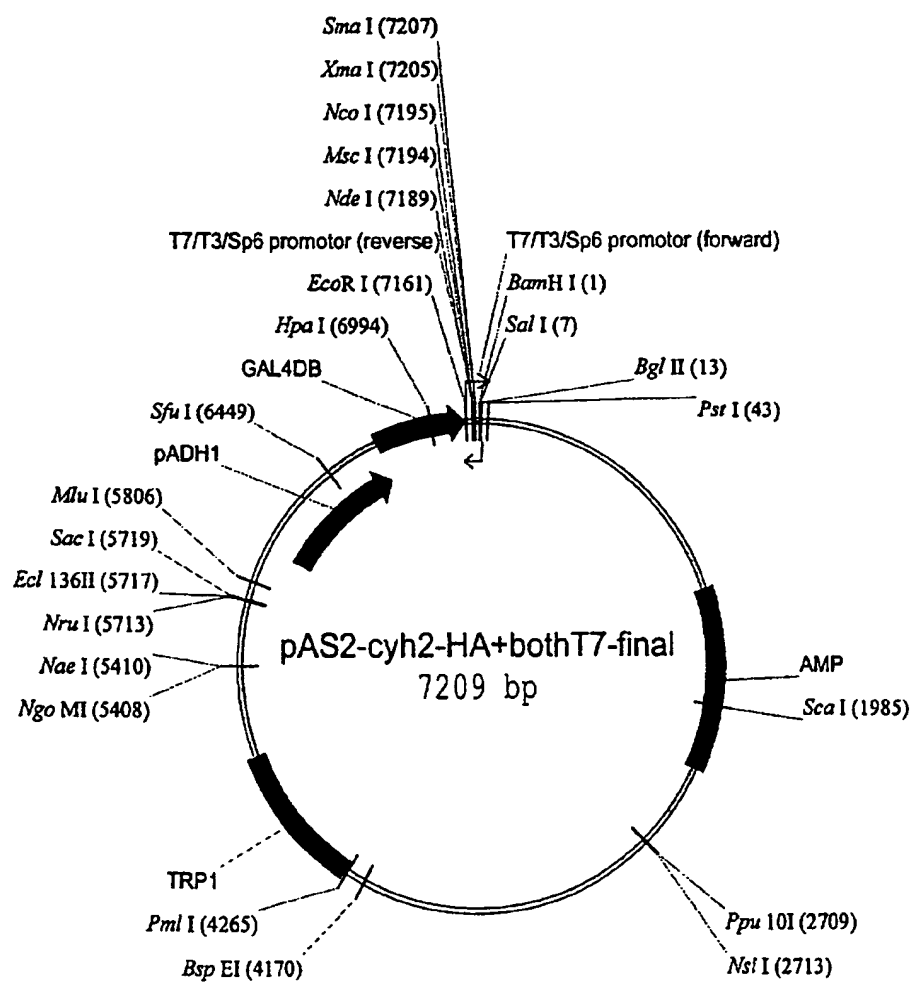 Sma I (7207)
Xma I (7205)
Nco I (7195)
Msc I (7194)
Nde I (7189)
T7/T3/Sp6 promotor (reverse)
T7/T3/Sp6 promotor (forward)
EcoR I (7161)
BamH I (1)
Hpa I (6994)
Sal I (7)
GAL4DB
Bgl II (13)
Sfu I (6449)
Pst I (43)
pADH1
Mlu I (5806)
Sac I (5719)
Ecl 136II (5717)
Nru I (5713)
Nae I (5410)
Ngo MI (5408)
pAS2-cyh2-HA+bothT7-final
7209 bp
AMP
Sca I (1985)
TRP1
Pml I (4265)
Bsp EI (4170)
Ppu 10I (2709)
Nsi I (2713)